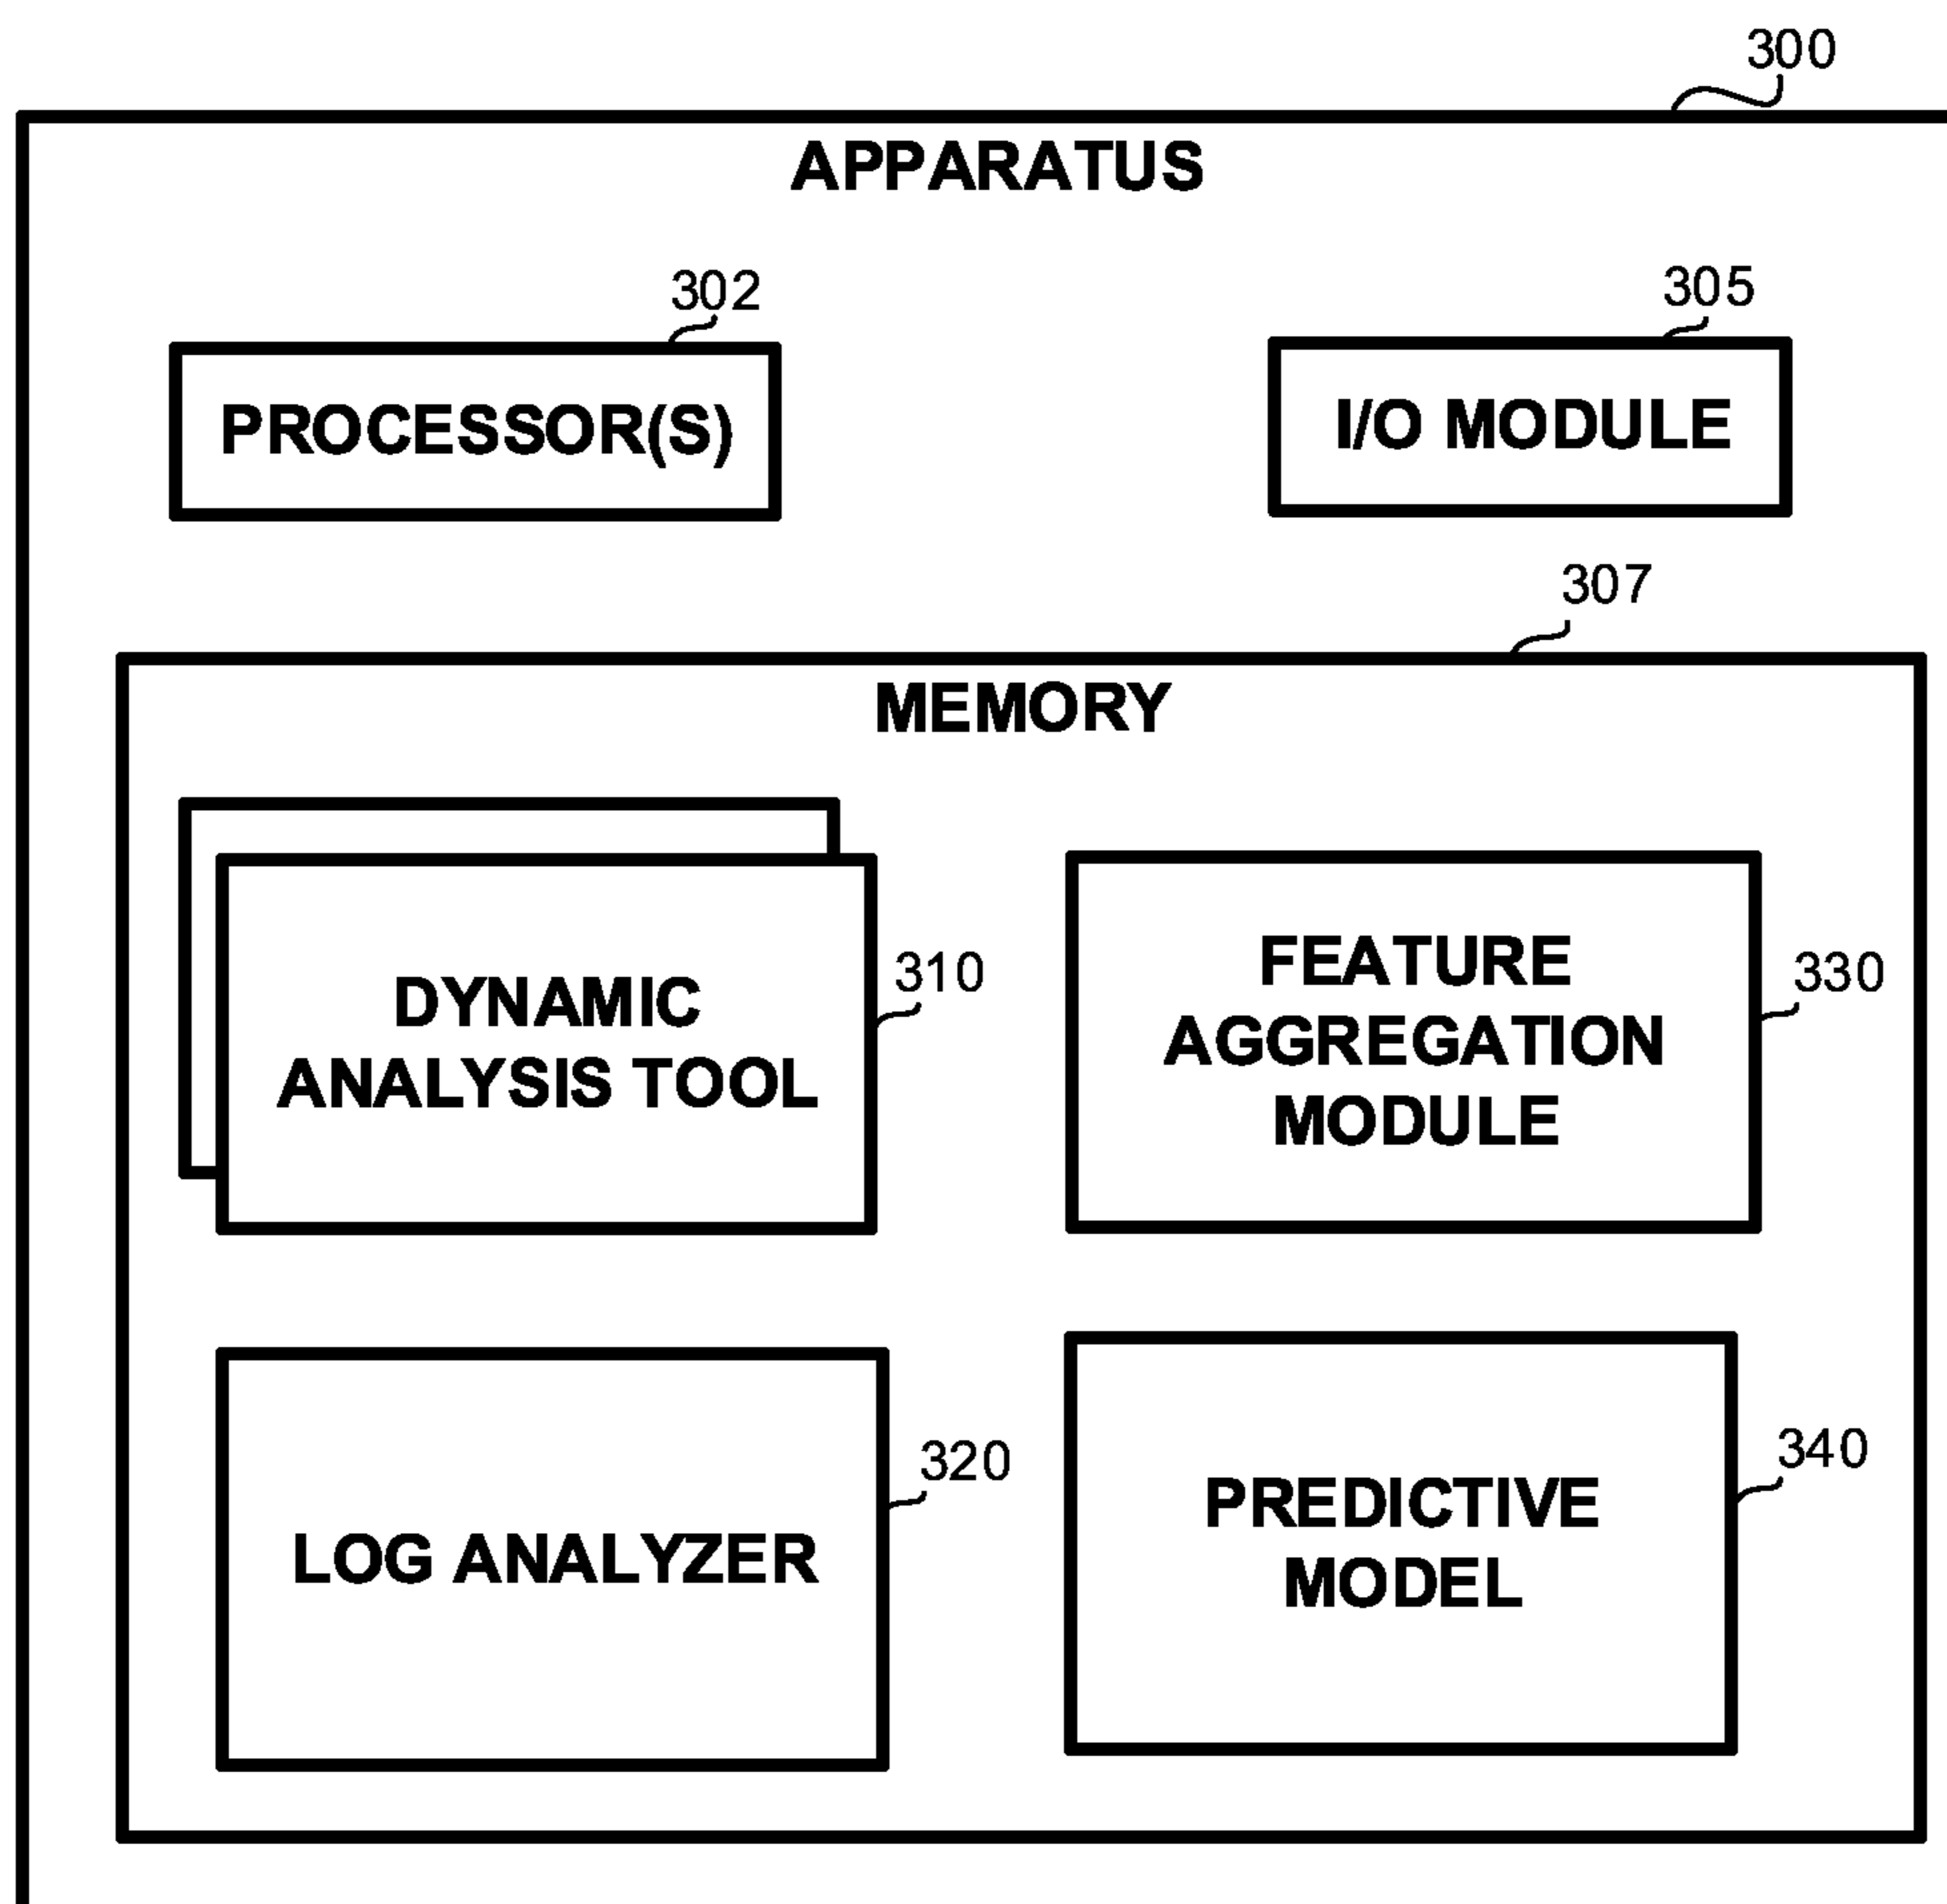 300
APPARATUS
302
305
PROCESSOR(S)
I/O MODULE
307
MEMORY
310
DYNAMIC
ANALYSIS TOOL
330
FEATURE
AGGREGATION
MODULE
320
LOG ANALYZER
340
PREDICTIVE
MODEL